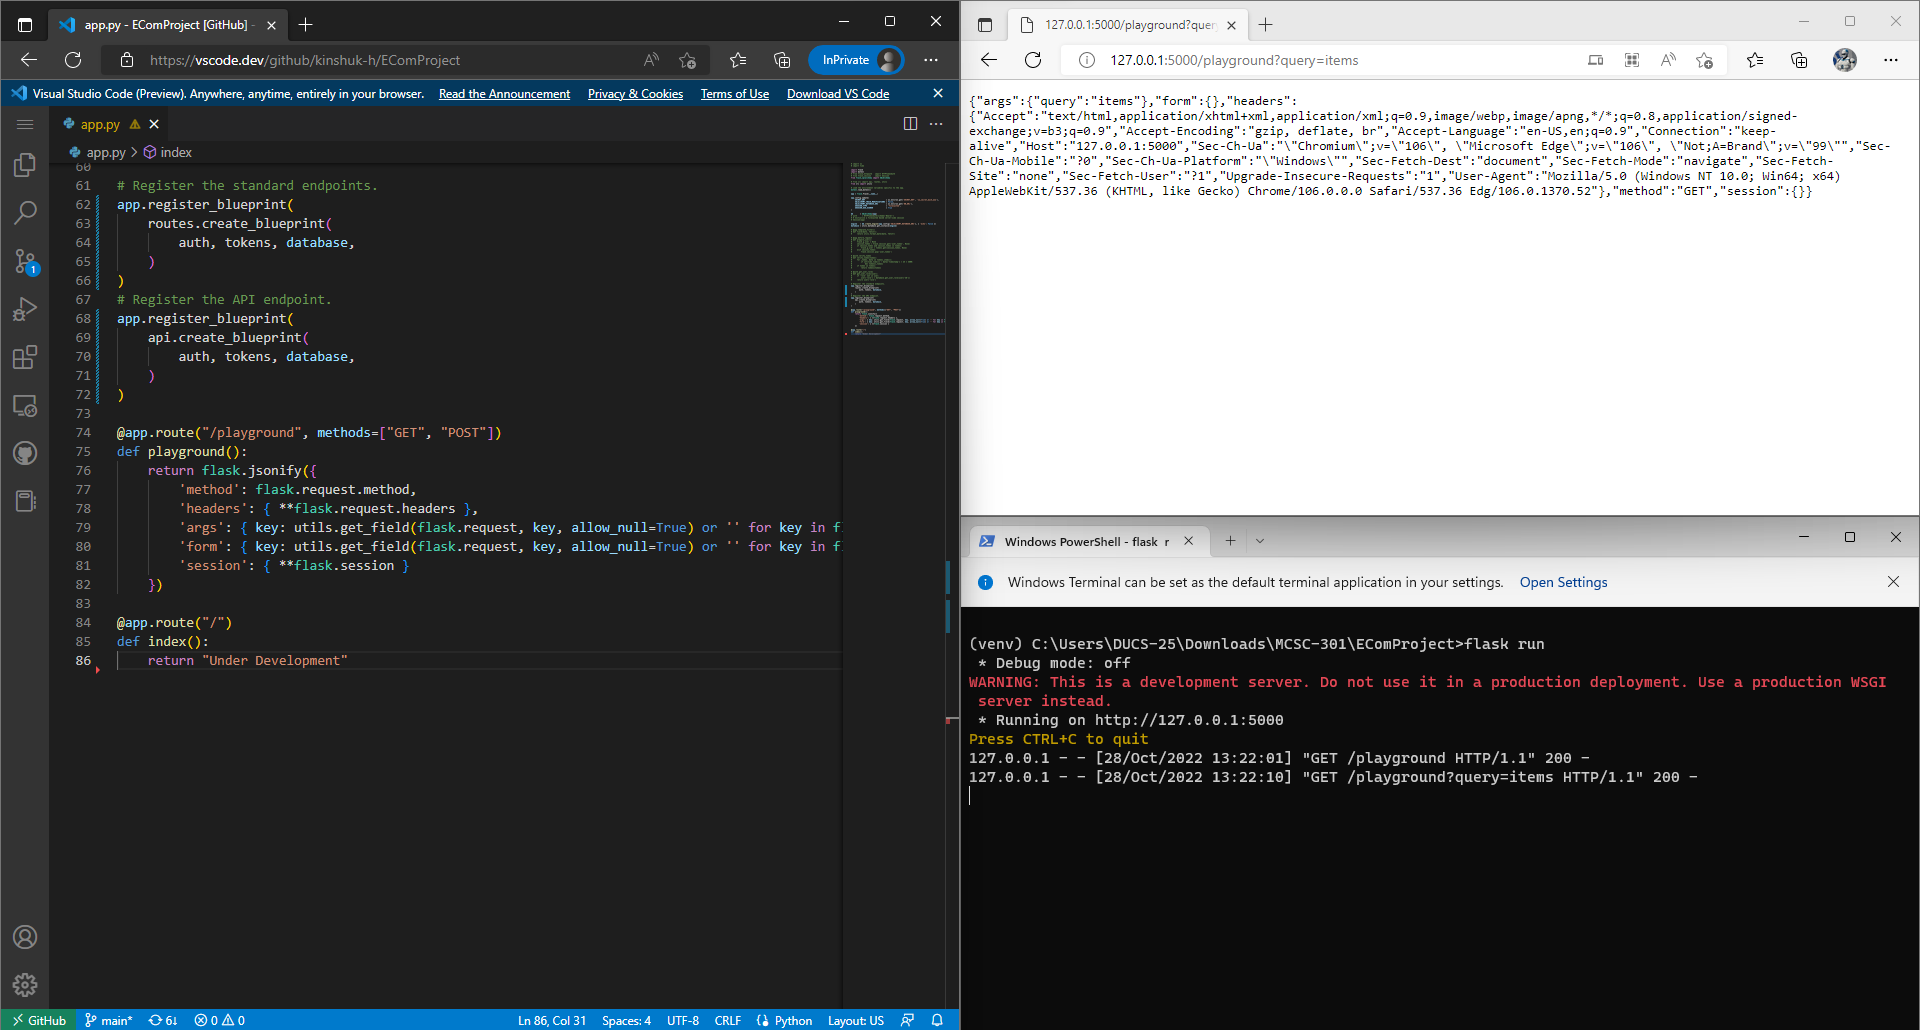 app.py - EComProject [GitHub] -
https://vscode.dev/github/kinshuk-h/EComProject
InPrivate
Visual Studio Code (Preview). Anywhere, anytime, entirely in your browser. Read the Announcement Privacy & Cookies Terms of Use Download VS Code
app.py
app.py > index
60
61 # Register the standard endpoints.
62 app.register_blueprint(
63 routes.create_blueprint(
64 auth, tokens, database,
65 )
66 )
67 # Register the API endpoint.
68 app.register_blueprint(
69 api.create_blueprint(
70 auth, tokens, database,
71 )
72 )
73
74 @app.route("/playground", methods=["GET", "POST"])
75 def playground():
76 return flask.jsonify({
77 'method': flask.request.method,
78 'headers': { **flask.request.headers },
79 'args': { key: utils.get_field(flask.request, key, allow_null=True) or '' for key in fl
80 'form': { key: utils.get_field(flask.request, key, allow_null=True) or '' for key in fl
81 'session': { **flask.session }
82 })
83
84 @app.route("/")
85 def index():
86 return "Under Development"
1
GitHub main* 6↓ 0 0 Ln 86, Col 31 Spaces: 4 UTF-8 CRLF Python Layout: US
127.0.0.1:5000/playground?quer
127.0.0.1:5000/playground?query=items
{"args":{"query":"items"},"form":{},"headers":
{"Accept":"text/html,application/xhtml+xml,application/xml;q=0.9,image/webp,image/apng,*/*;q=0.8,application/signed-
exchange;v=b3;q=0.9","Accept-Encoding":"gzip, deflate, br","Accept-Language":"en-US,en;q=0.9","Connection":"keep-
alive","Host":"127.0.0.1:5000","Sec-Ch-Ua":"\"Chromium\";v=\"106\", \"Microsoft Edge\";v=\"106\", \"Not;A=Brand\";v=\"99\"","Sec-
Ch-Ua-Mobile":"?0","Sec-Ch-Ua-Platform":"\"Windows\"","Sec-Fetch-Dest":"document","Sec-Fetch-Mode":"navigate","Sec-Fetch-
Site":"none","Sec-Fetch-User":"?1","Upgrade-Insecure-Requests":"1","User-Agent":"Mozilla/5.0 (Windows NT 10.0; Win64; x64)
AppleWebKit/537.36 (KHTML, like Gecko) Chrome/106.0.0.0 Safari/537.36 Edg/106.0.1370.52"},"method":"GET","session":{}}
Windows PowerShell - flask r
Windows Terminal can be set as the default terminal application in your settings. Open Settings
(venv) C:\Users\DUCS-25\Downloads\MCSC-301\EComProject>flask run
* Debug mode: off
WARNING: This is a development server. Do not use it in a production deployment. Use a production WSGI
server instead.
* Running on http://127.0.0.1:5000
Press CTRL+C to quit
127.0.0.1 - - [28/Oct/2022 13:22:01] "GET /playground HTTP/1.1" 200 -
127.0.0.1 - - [28/Oct/2022 13:22:10] "GET /playground?query=items HTTP/1.1" 200 -